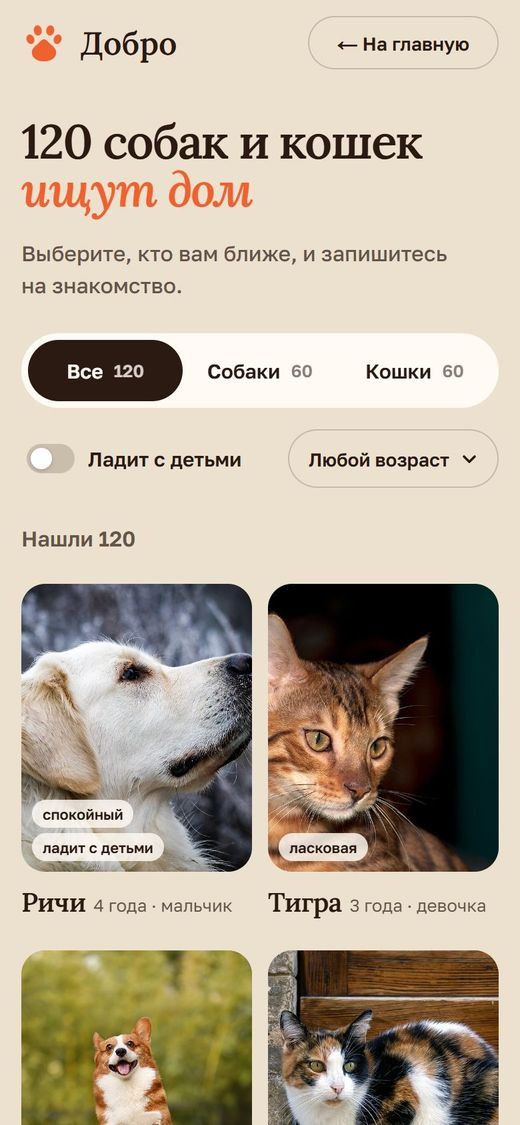 Добро
← На главную
120 собак и кошек
ищут дом
Выберите, кто вам ближе, и запишитесь
на знакомство.
Все 120 Собаки 60 Кошки 60
Ладит с детьми
Любой возраст
Нашли 120
спокойный
ладит с детьми
ласковая
Ричи 4 года · мальчик
Тигра 3 года · девочка